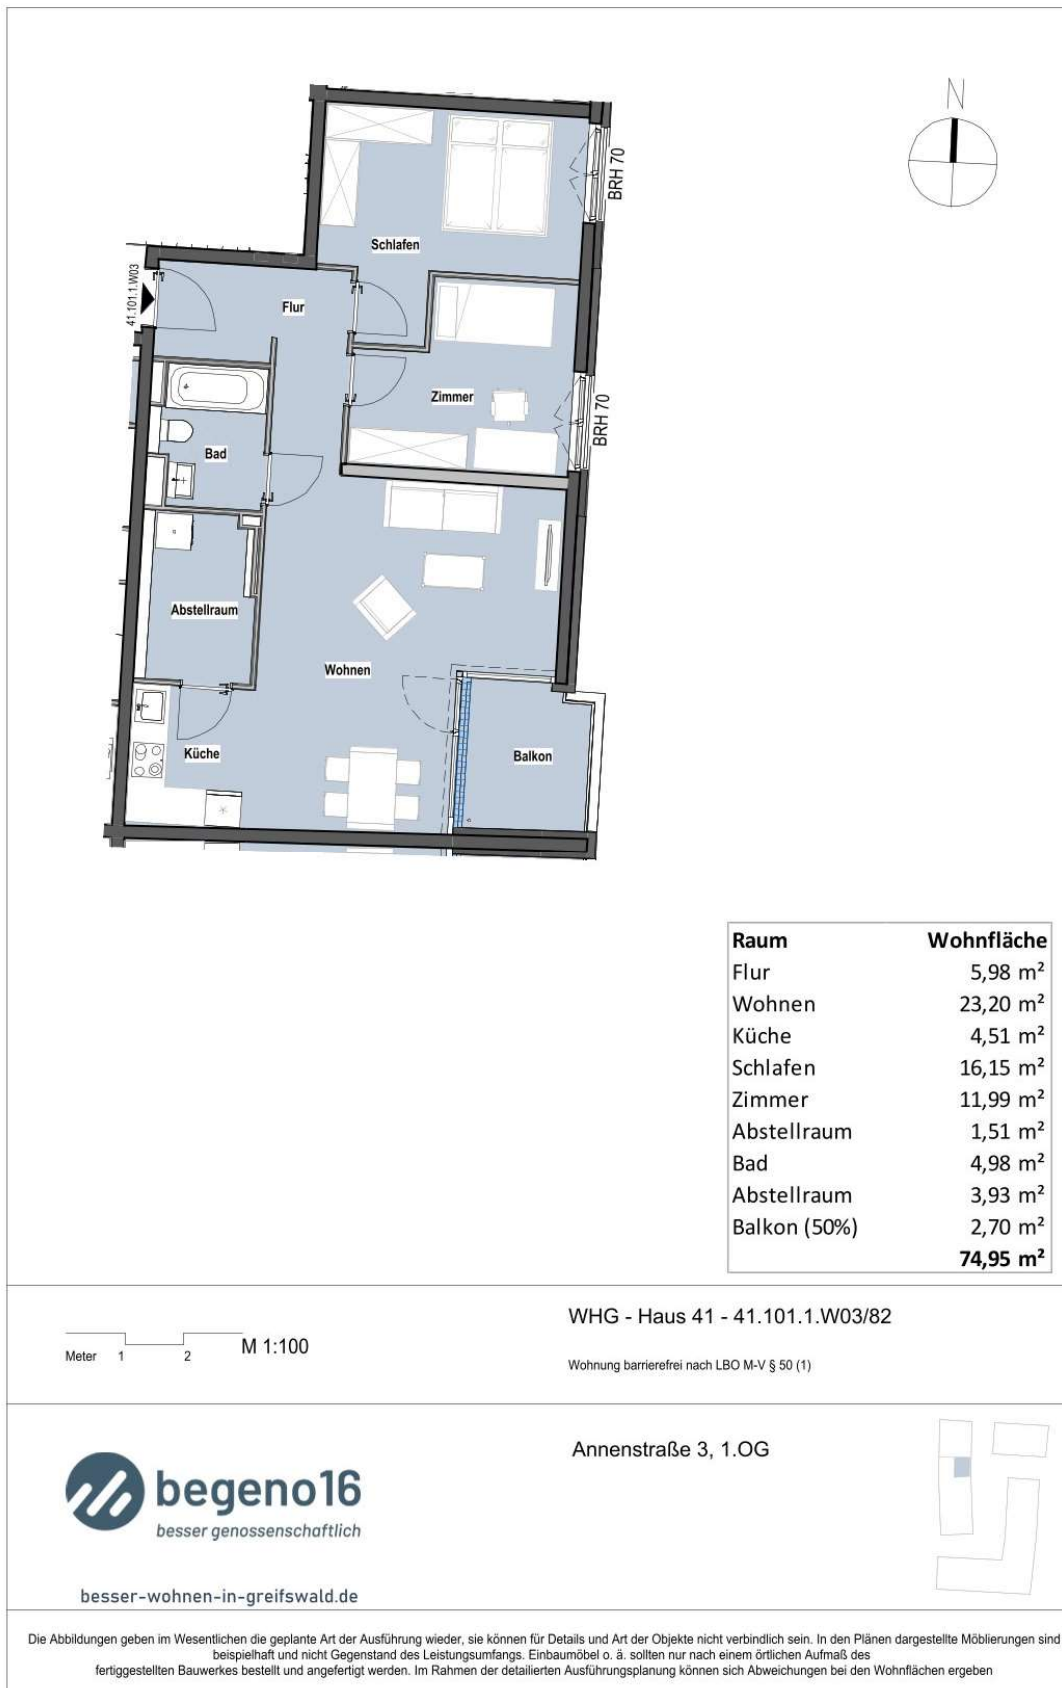 N
BRH 70
Schlafen
41.101.1.W03
Flur
Zimmer
BRH 70
Bad
Abstellraum
Wohnen
Küche
Balkon
Raum Wohnfläche
Flur 5,98 m²
Wohnen 23,20 m²
Küche 4,51 m²
Schlafen 16,15 m²
Zimmer 11,99 m²
Abstellraum 1,51 m²
Bad 4,98 m²
Abstellraum 3,93 m²
Balkon (50%) 2,70 m²
74,95 m²
WHG - Haus 41 - 41.101.1.W03/82
Meter 1 2 M 1:100
Wohnung barrierefrei nach LBO M-V § 50 (1)
Annenstraße 3, 1.OG
begeno16
besser genossenschaftlich
besser-wohnen-in-greifswald.de
Die Abbildungen geben im Wesentlichen die geplante Art der Ausführung wieder, sie können für Details und Art der Objekte nicht verbindlich sein. In den Plänen dargestellte Möblierungen sind
beispielhaft und nicht Gegenstand des Leistungsumfangs. Einbaumöbel o. ä. sollten nur nach einem örtlichen Aufmaß des
fertiggestellten Bauwerkes bestellt und angefertigt werden. Im Rahmen der detailierten Ausführungsplanung können sich Abweichungen bei den Wohnflächen ergeben